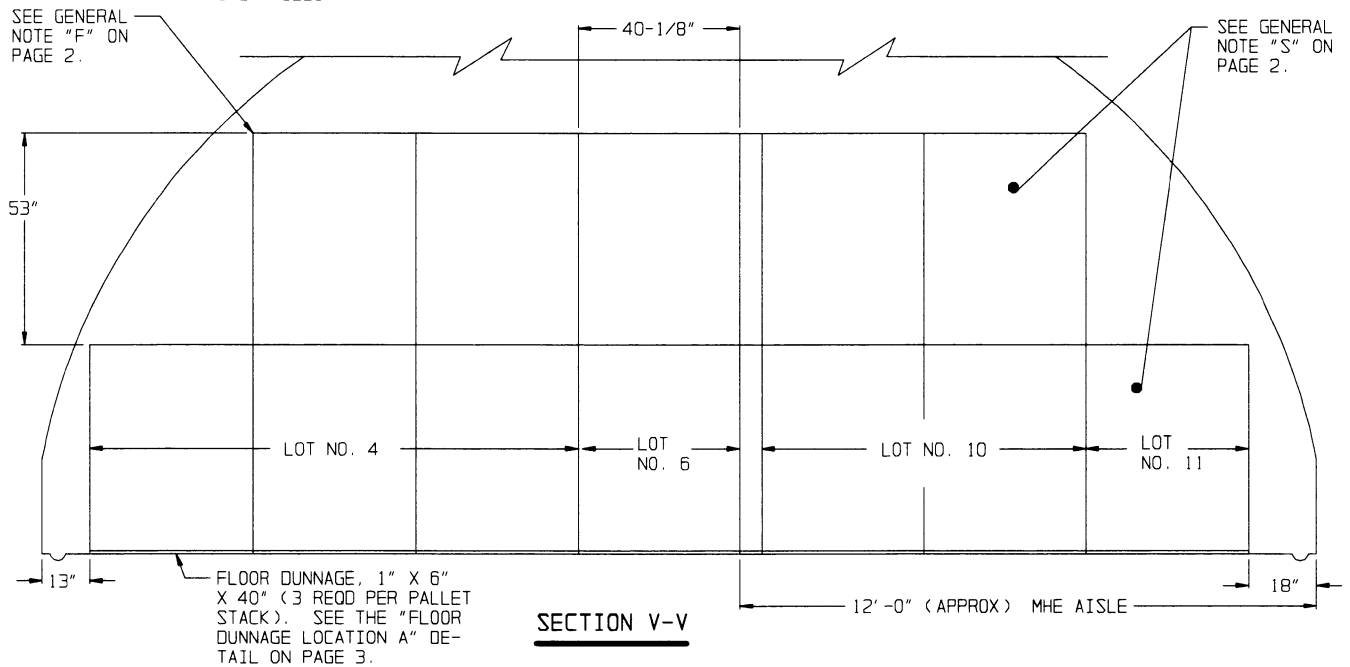 SEE GENERAL
NOTE "F" ON
PAGE 2.
40-1/8"
SEE GENERAL
NOTE "S" ON
PAGE 2.
53"
LOT NO. 4
LOT
NO. 6
LOT NO. 10
LOT
NO. 11
13"
FLOOR DUNNAGE, 1" X 6"
X 40" (3 REQD PER PALLET
STACK). SEE THE "FLOOR
DUNNAGE LOCATION A" DE-
TAIL ON PAGE 3.
SECTION V-V
12'-0" (APPROX) MHE AISLE
18"